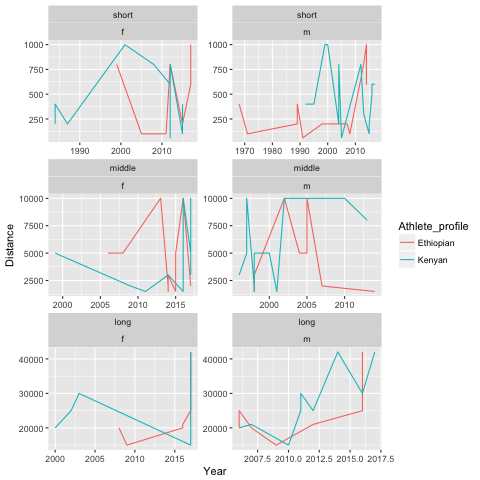 short
short
f
m
1000
750
500
250
1000
750
500
250
1990
2000
2010
1970
1980
1990
2000
2010
middle
middle
f
m
10000
7500
5000
2500
10000
7500
5000
2500
2000
2005
2010
2015
2000
2005
2010
long
long
f
m
40000
30000
20000
40000
30000
20000
2000
2005
2010
2015
2007.5
2010.0
2012.5
2015.0
2017.5
Distance
Year
Athlete_profile
Ethiopian
Kenyan